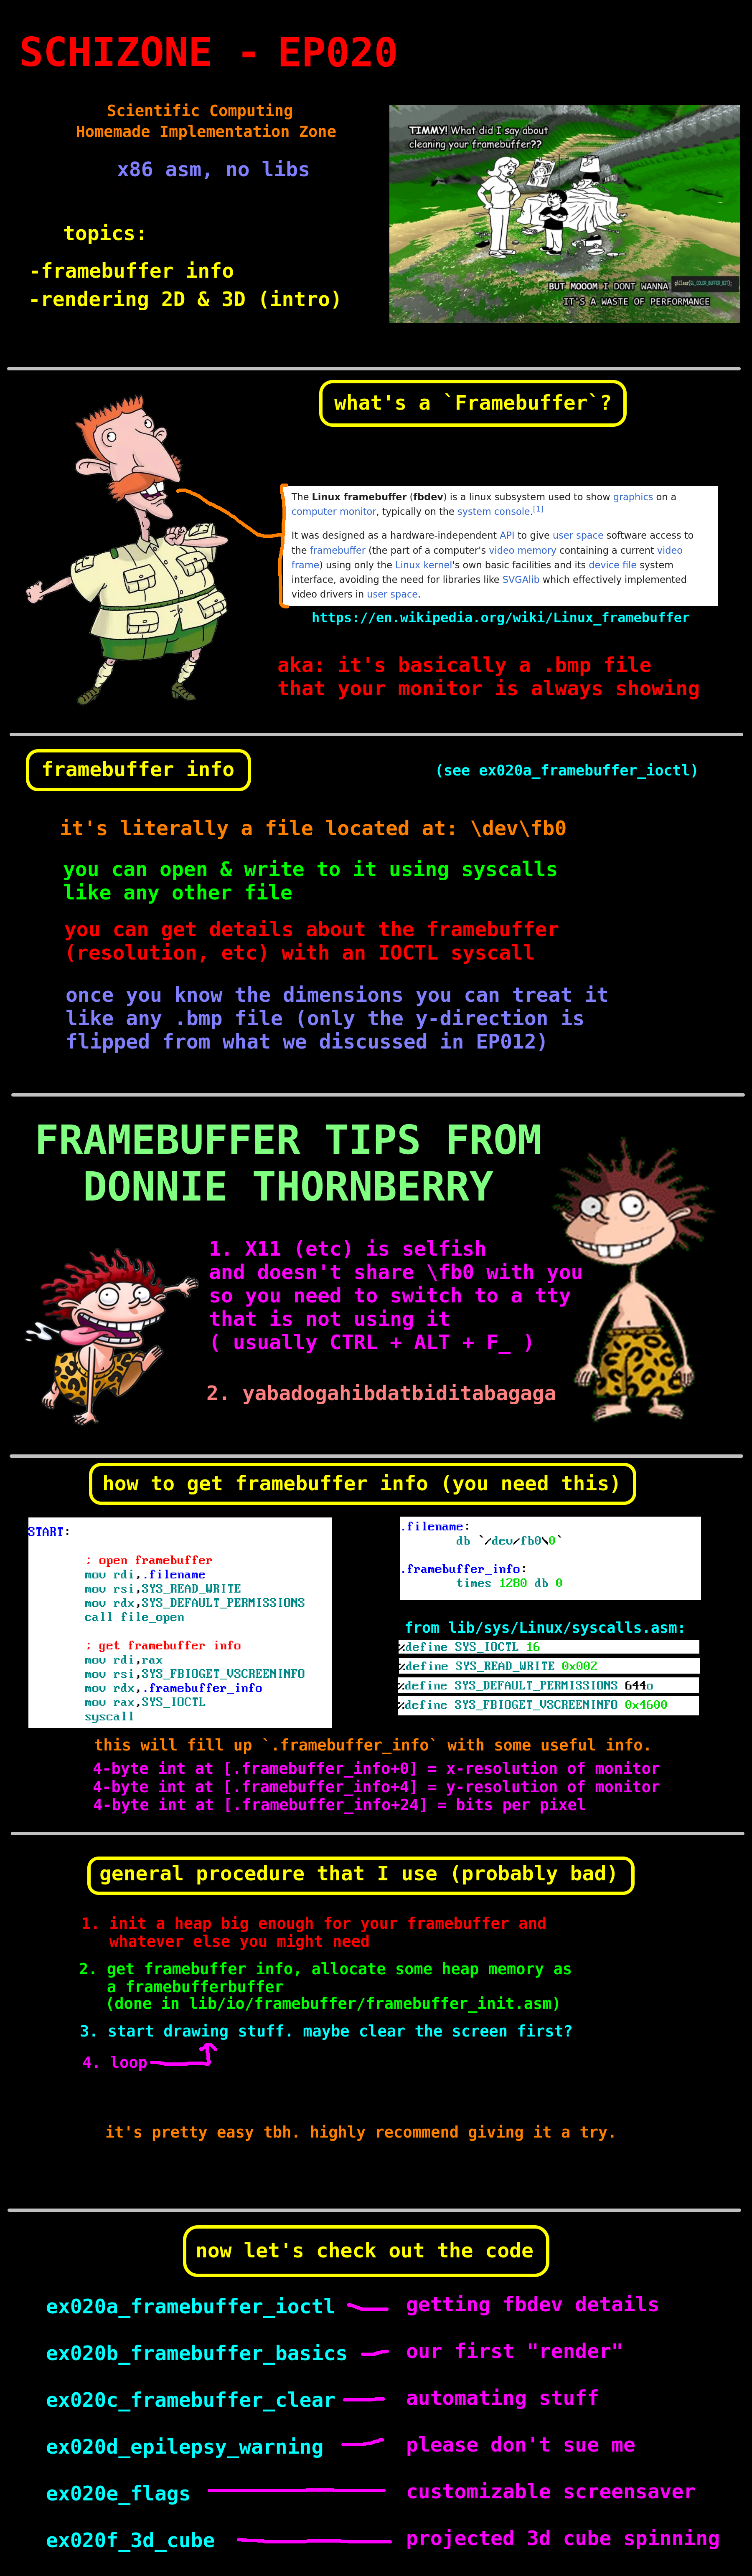 SCHIZONE - EP020
Scientific Computing
Homemade Implementation Zone
x86 asm, no libs
topics:
-framebuffer info
-rendering 2D & 3D (intro)
TIMMY! What did I say about
cleaning your framebuffer??
BUT MOOOM I DONT WANNA glClear(GL_COLOR_BUFFER_BIT);
IT'S A WASTE OF PERFORMANCE
what's a `Framebuffer`?
The Linux framebuffer (fbdev) is a linux subsystem used to show graphics on a
computer monitor, typically on the system console.[1]
It was designed as a hardware-independent API to give user space software access to
the framebuffer (the part of a computer's video memory containing a current video
frame) using only the Linux kernel's own basic facilities and its device file system
interface, avoiding the need for libraries like SVGAlib which effectively implemented
video drivers in user space.
https://en.wikipedia.org/wiki/Linux_framebuffer
aka: it's basically a .bmp file
that your monitor is always showing
framebuffer info
(see ex020a_framebuffer_ioctl)
it's literally a file located at: \dev\fb0
you can open & write to it using syscalls
like any other file
you can get details about the framebuffer
(resolution, etc) with an IOCTL syscall
once you know the dimensions you can treat it
like any .bmp file (only the y-direction is
flipped from what we discussed in EP012)
FRAMEBUFFER TIPS FROM
DONNIE THORNBERRY
1. X11 (etc) is selfish
and doesn't share \fb0 with you
so you need to switch to a tty
that is not using it
( usually CTRL + ALT + F_ )
2. yabadogahibdatbiditabagaga
how to get framebuffer info (you need this)
START:
; open framebuffer
mov rdi,.filename
mov rsi,SYS_READ_WRITE
mov rdx,SYS_DEFAULT_PERMISSIONS
call file_open
; get framebuffer info
mov rdi,rax
mov rsi,SYS_FBIOGET_VSCREENINFO
mov rdx,.framebuffer_info
mov rax,SYS_IOCTL
syscall
.filename:
db `/dev/fb0\0`
.framebuffer_info:
times 1280 db 0
from lib/sys/Linux/syscalls.asm:
%define SYS_IOCTL 16
%define SYS_READ_WRITE 0x002
%define SYS_DEFAULT_PERMISSIONS 644o
%define SYS_FBIOGET_VSCREENINFO 0x4600
this will fill up `.framebuffer_info` with some useful info.
4-byte int at [.framebuffer_info+0] = x-resolution of monitor
4-byte int at [.framebuffer_info+4] = y-resolution of monitor
4-byte int at [.framebuffer_info+24] = bits per pixel
general procedure that I use (probably bad)
1. init a heap big enough for your framebuffer and
whatever else you might need
2. get framebuffer info, allocate some heap memory as
a framebufferbuffer
(done in lib/io/framebuffer/framebuffer_init.asm)
3. start drawing stuff. maybe clear the screen first?
4. loop
it's pretty easy tbh. highly recommend giving it a try.
now let's check out the code
ex020a_framebuffer_ioctl getting fbdev details
ex020b_framebuffer_basics our first "render"
ex020c_framebuffer_clear automating stuff
ex020d_epilepsy_warning please don't sue me
ex020e_flags customizable screensaver
ex020f_3d_cube projected 3d cube spinning